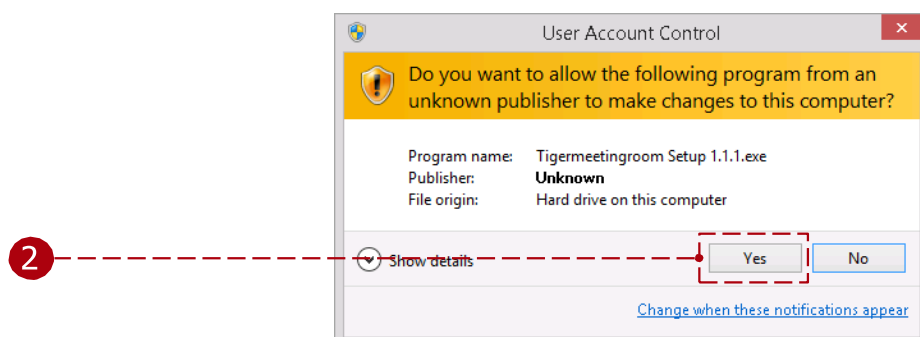 User Account Control
Do you want to allow the following program from an
unknown publisher to make changes to this computer?
Program name: Tigermeetingroom Setup 1.1.1.exe
Publisher: Unknown
File origin: Hard drive on this computer
2
Show details
Yes
No
Change when these notifications appear